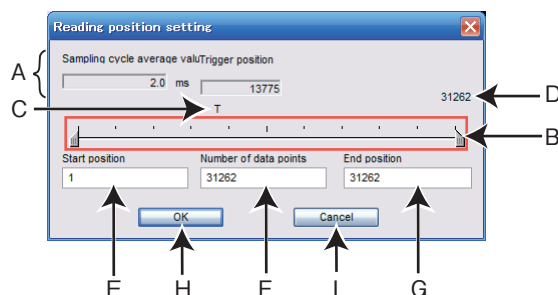 Reading position setting
A
Sampling cycle average valuTrigger position
2.0 ms 13775
D
31262
C
T
B
Start position Number of data points End position
1 31262 31262
OK Cancel
E H F I G